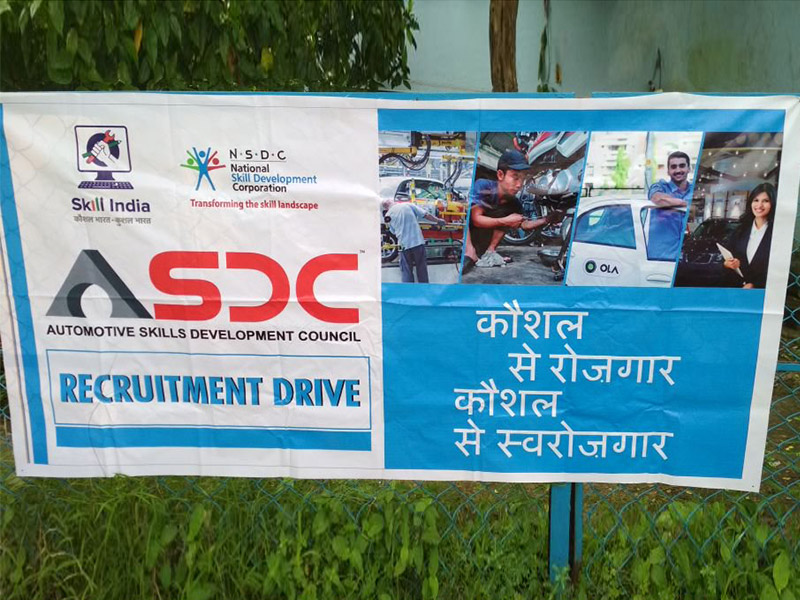 Skill India
कौशल भारत-कुशल भारत
N·S·D·C
National
Skill Development
Corporation
Transforming the skill landscape
ASDC™
AUTOMOTIVE SKILLS DEVELOPMENT COUNCIL
RECRUITMENT DRIVE
OLA
कौशल
से रोज़गार
कौशल
से स्वरोज़गार